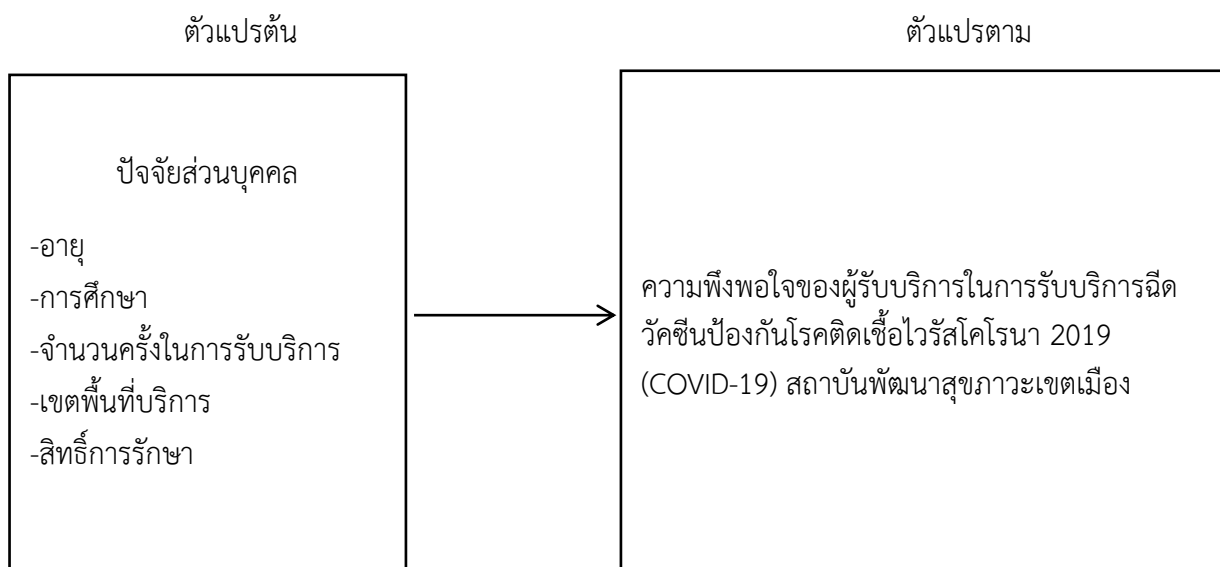 ตัวแปรต้น
ตัวแปรตาม
ปัจจัยส่วนบุคคล
-อายุ
-การศึกษา
-จำนวนครั้งในการรับบริการ
-เขตพื้นที่บริการ
-สิทธิ์การรักษา
ความพึงพอใจของผู้รับบริการในการรับบริการฉีด
วัคซีนป้องกันโรคติดเชื้อไวรัสโคโรนา 2019
(COVID-19) สถาบันพัฒนาสุขภาวะเขตเมือง